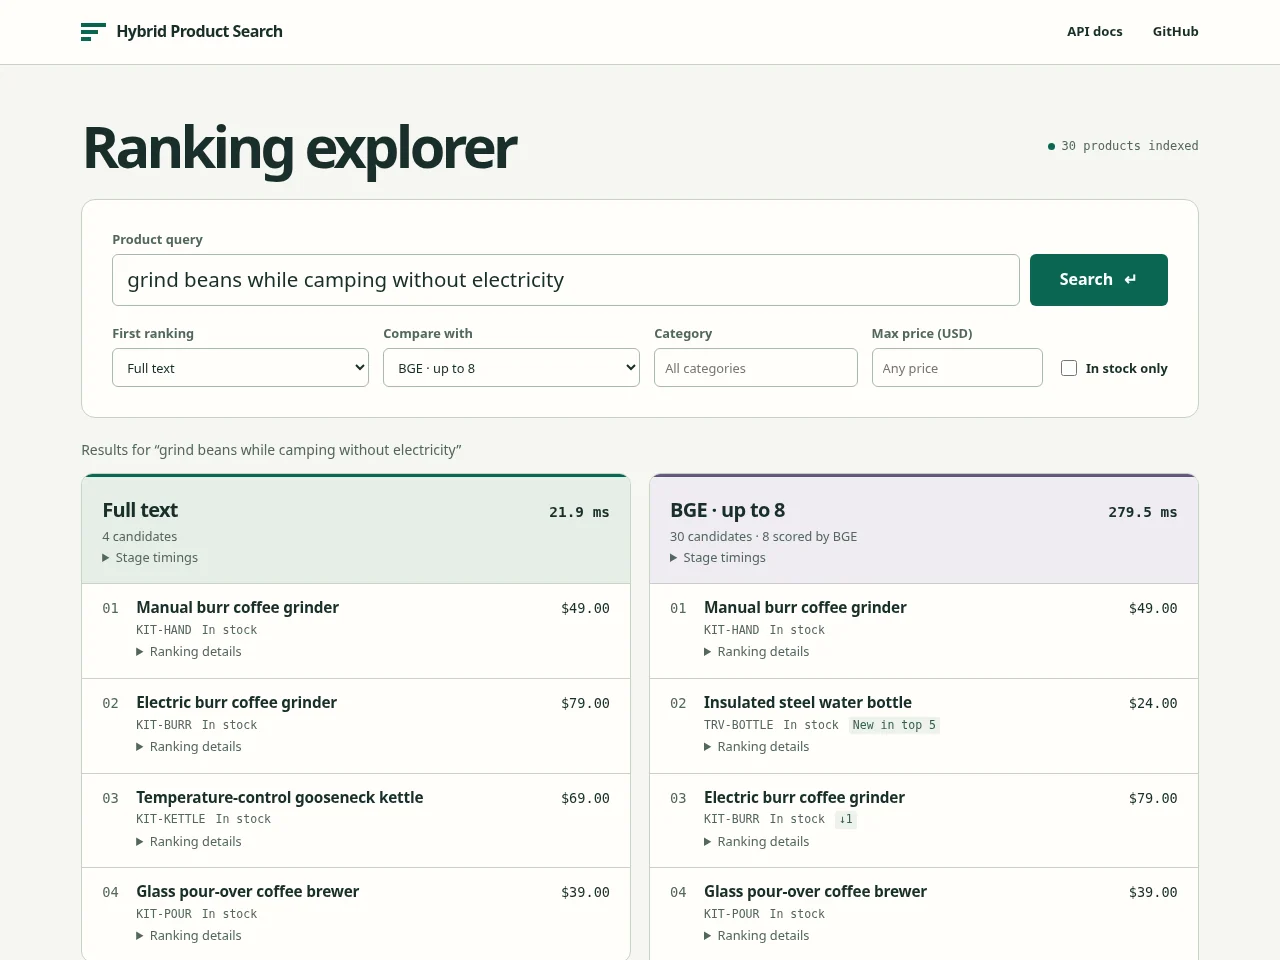 Hybrid Product Search
API docs
GitHub
Ranking explorer
30 products indexed
Product query
grind beans while camping without electricity
Search ↵
First ranking
Compare with
Category
Max price (USD)
Full text
BGE · up to 8
All categories
Any price
In stock only
Results for “grind beans while camping without electricity”
Full text
21.9 ms
4 candidates
Stage timings
01 Manual burr coffee grinder $49.00
KIT-HAND In stock
Ranking details
02 Electric burr coffee grinder $79.00
KIT-BURR In stock
Ranking details
03 Temperature-control gooseneck kettle $69.00
KIT-KETTLE In stock
Ranking details
04 Glass pour-over coffee brewer $39.00
KIT-POUR In stock
Ranking details
BGE · up to 8
279.5 ms
30 candidates · 8 scored by BGE
Stage timings
01 Manual burr coffee grinder $49.00
KIT-HAND In stock
Ranking details
02 Insulated steel water bottle $24.00
TRV-BOTTLE In stock New in top 5
Ranking details
03 Electric burr coffee grinder $79.00
KIT-BURR In stock ↓1
Ranking details
04 Glass pour-over coffee brewer $39.00
KIT-POUR In stock
Ranking details